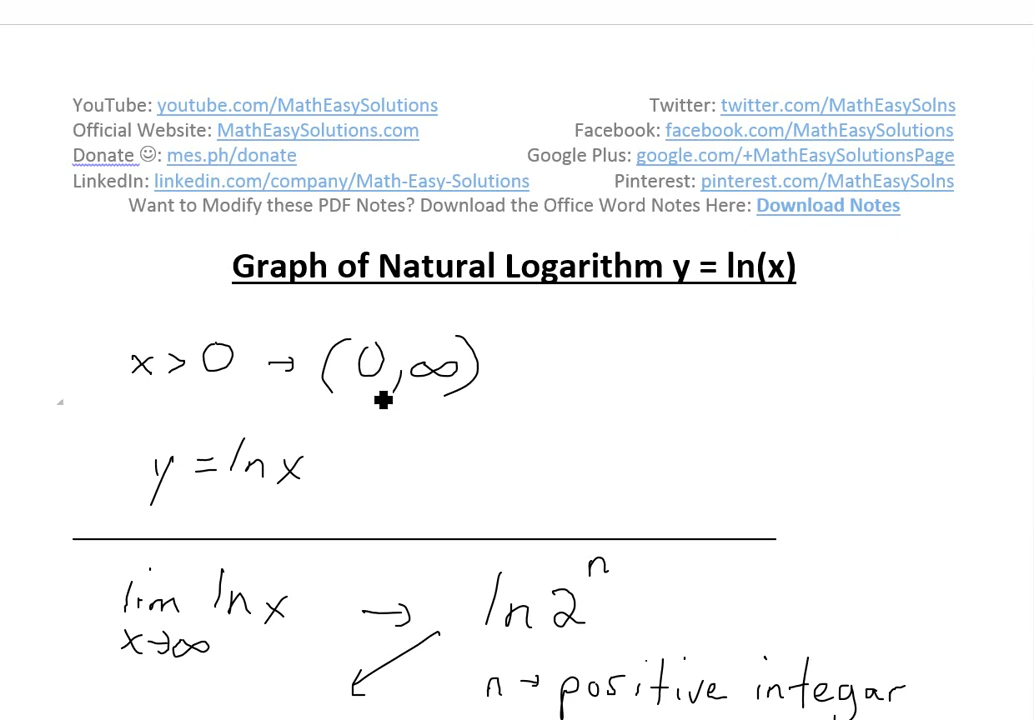 YouTube: youtube.com/MathEasySolutions Twitter: twitter.com/MathEasySolns
Official Website: MathEasySolutions.com Facebook: facebook.com/MathEasySolutions
Donate ☺: mes.ph/donate Google Plus: google.com/+MathEasySolutionsPage
LinkedIn: linkedin.com/company/Math-Easy-Solutions Pinterest: pinterest.com/MathEasySolns
Want to Modify these PDF Notes? Download the Office Word Notes Here: Download Notes
Graph of Natural Logarithm y = ln(x)
x > 0 → (0, ∞)
y = ln x
lim x→∞ ln x → ln 2^n
n → positive integar